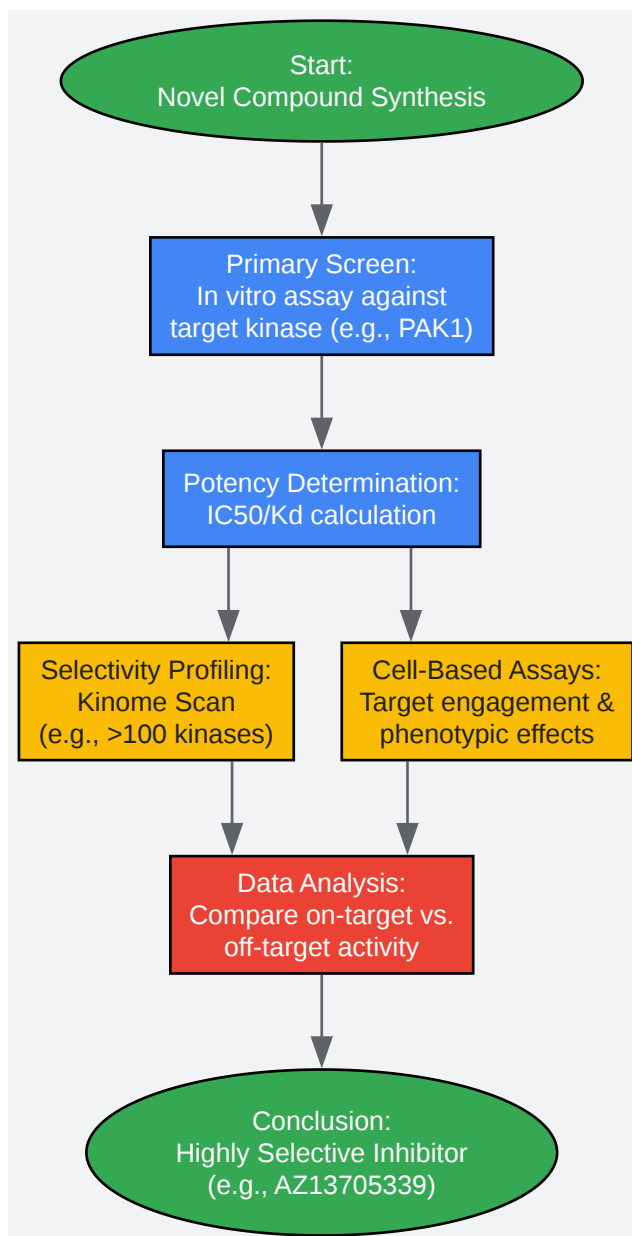 Start:
Novel Compound Synthesis
Primary Screen:
In vitro assay against
target kinase (e.g., PAK1)
Potency Determination:
IC50/Kd calculation
Selectivity Profiling:
Kinome Scan
(e.g., >100 kinases)
Cell-Based Assays:
Target engagement &
phenotypic effects
Data Analysis:
Compare on-target vs.
off-target activity
Conclusion:
Highly Selective Inhibitor
(e.g., AZ13705339)